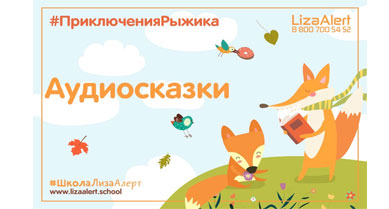 #ПриключенияРыжика
LizaAlert
8 800 700 54 52
Аудиосказки
#ШколаЛизаАлерт
www.lizaalert.school